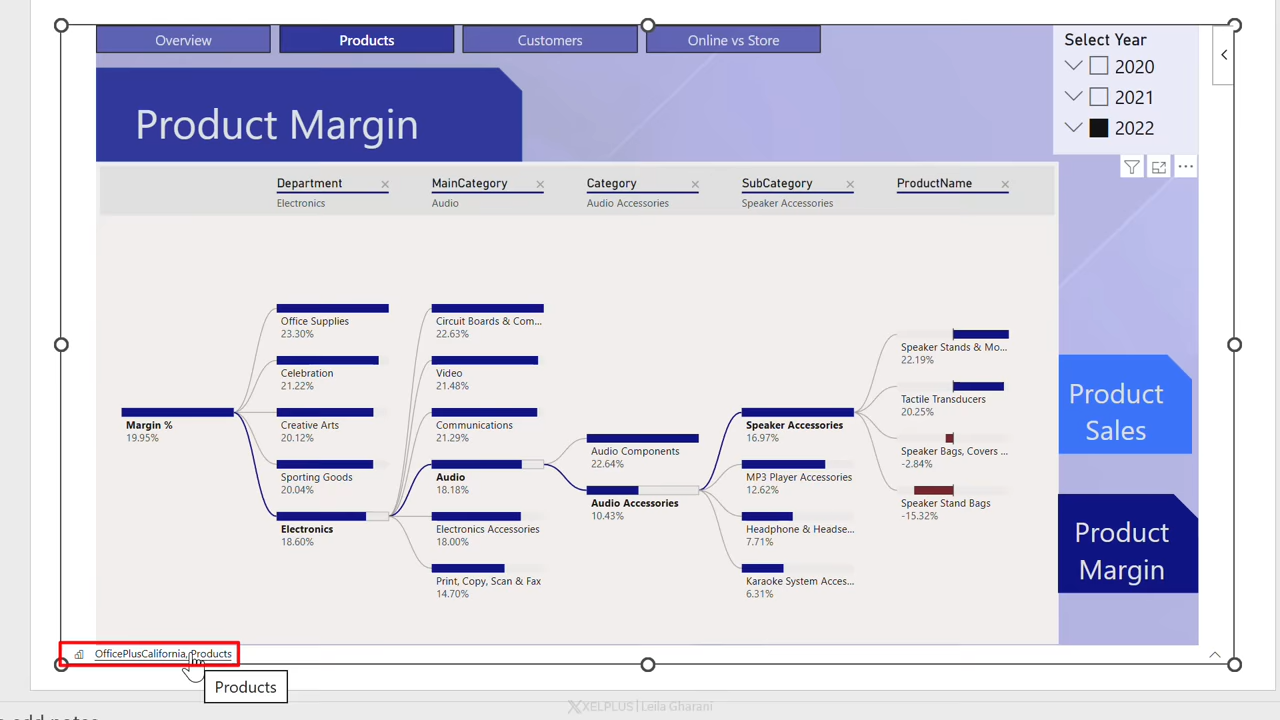 Overview
Products
Customers
Online vs Store
Select Year
2020
2021
2022
Product Margin
Department
MainCategory
Category
SubCategory
ProductName
Electronics
Audio
Audio Accessories
Speaker Accessories
Margin %
19.95%
Office Supplies
23.30%
Celebration
21.22%
Creative Arts
20.12%
Sporting Goods
20.04%
Electronics
18.60%
Circuit Boards & Com...
22.63%
Video
21.48%
Communications
21.29%
Audio
18.18%
Electronics Accessories
18.00%
Print, Copy, Scan & Fax
14.70%
Audio Components
22.64%
Audio Accessories
10.43%
Speaker Accessories
16.97%
MP3 Player Accessories
12.62%
Headphone & Headse...
7.71%
Karaoke System Acces...
6.31%
Speaker Stands & Mo...
22.19%
Tactile Transducers
20.25%
Speaker Bags, Covers ...
-2.84%
Speaker Stand Bags
-15.32%
Product
Sales
Product
Margin
OfficePlusCalifornia, Products
Products
XELPLUS | Leila Gharani